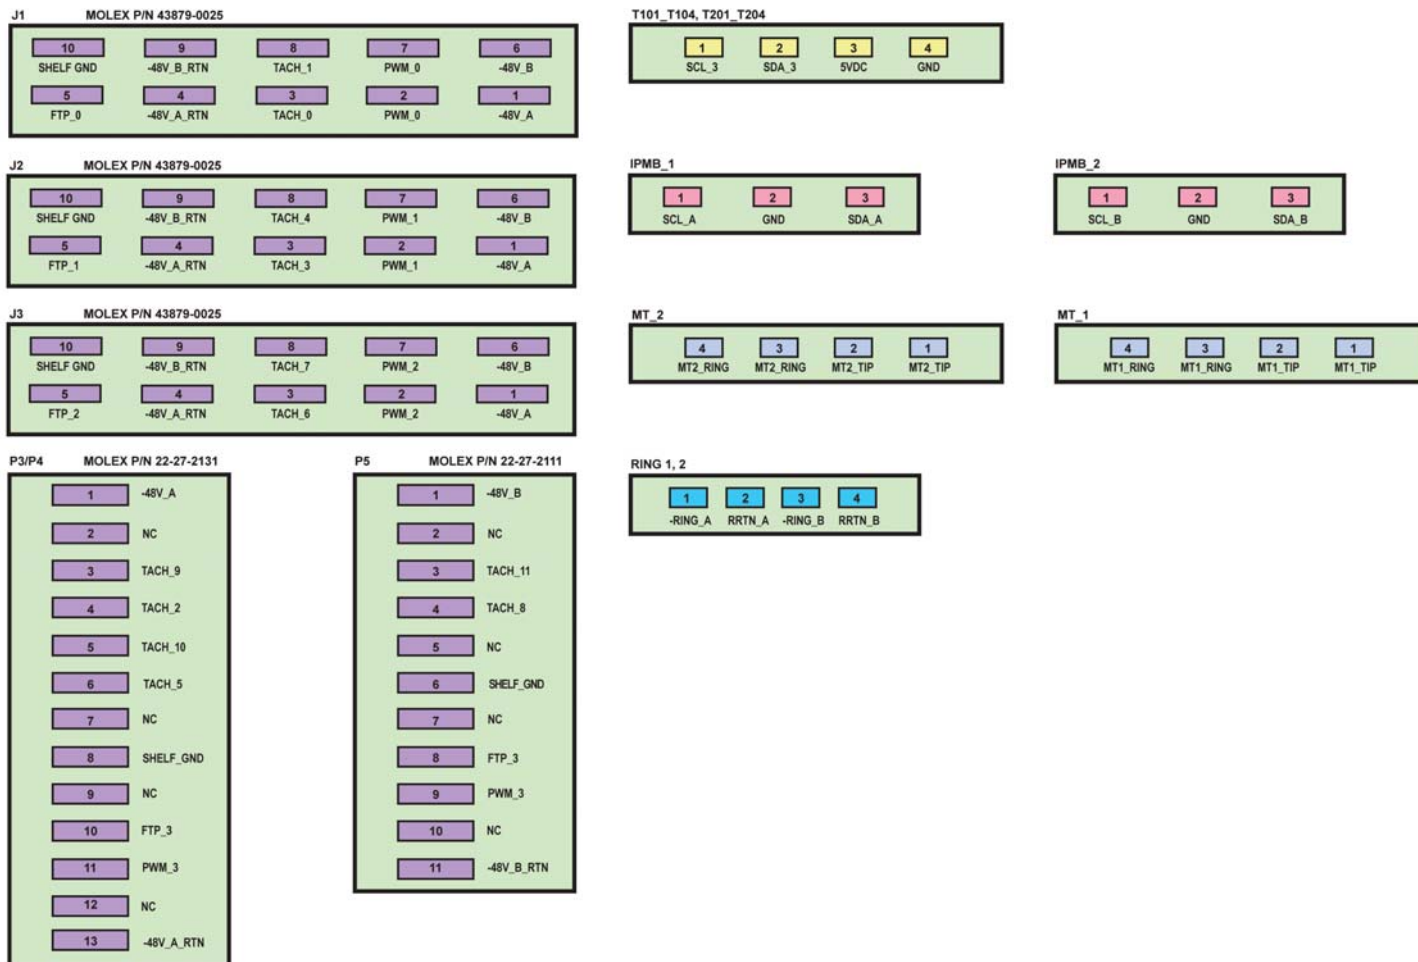 J1 MOLEX P/N 43879-0025
10 9 8 7 6
SHELF GND -48V_B_RTN TACH_1 PWM_0 -48V_B
5 4 3 2 1
FTP_0 -48V_A_RTN TACH_0 PWM_0 -48V_A
J2 MOLEX P/N 43879-0025
10 9 8 7 6
SHELF GND -48V_B_RTN TACH_4 PWM_1 -48V_B
5 4 3 2 1
FTP_1 -48V_A_RTN TACH_3 PWM_1 -48V_A
J3 MOLEX P/N 43879-0025
10 9 8 7 6
SHELF GND -48V_B_RTN TACH_7 PWM_2 -48V_B
5 4 3 2 1
FTP_2 -48V_A_RTN TACH_6 PWM_2 -48V_A
P3/P4 MOLEX P/N 22-27-2131
1 -48V_A
2 NC
3 TACH_9
4 TACH_2
5 TACH_10
6 TACH_5
7 NC
8 SHELF_GND
9 NC
10 FTP_3
11 PWM_3
12 NC
13 -48V_A_RTN
P5 MOLEX P/N 22-27-2111
1 -48V_B
2 NC
3 TACH_11
4 TACH_8
5 NC
6 SHELF_GND
7 NC
8 FTP_3
9 PWM_3
10 NC
11 -48V_B_RTN
T101_T104, T201_T204
1 2 3 4
SCL_3 SDA_3 5VDC GND
IPMB_1
1 2 3
SCL_A GND SDA_A
IPMB_2
1 2 3
SCL_B GND SDA_B
MT_2
4 3 2 1
MT2_RING MT2_RING MT2_TIP MT2_TIP
MT_1
4 3 2 1
MT1_RING MT1_RING MT1_TIP MT1_TIP
RING 1, 2
1 2 3 4
-RING_A RRTN_A -RING_B RRTN_B